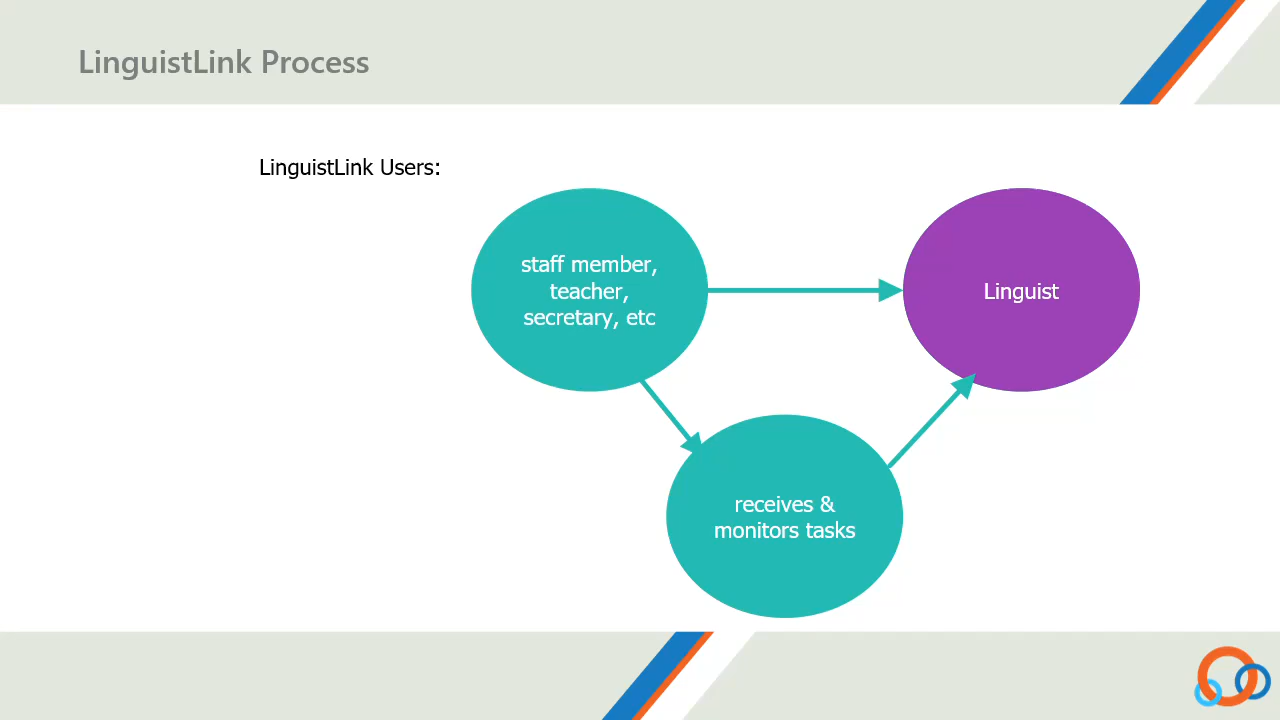 LinguistLink Process
LinguistLink Users:
staff member,
teacher,
secretary, etc
Linguist
receives &
monitors tasks